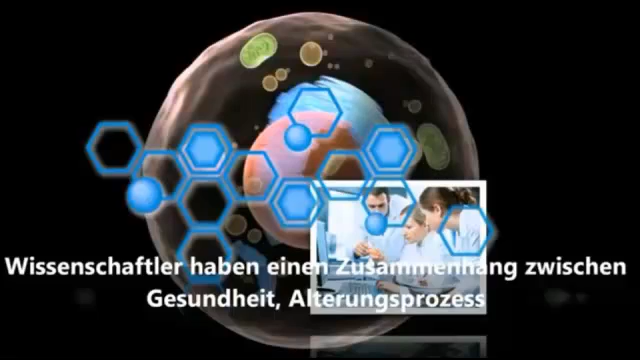 Wissenschaftler haben einen Zusammenhang zwischen
Gesundheit, Alterungsprozess